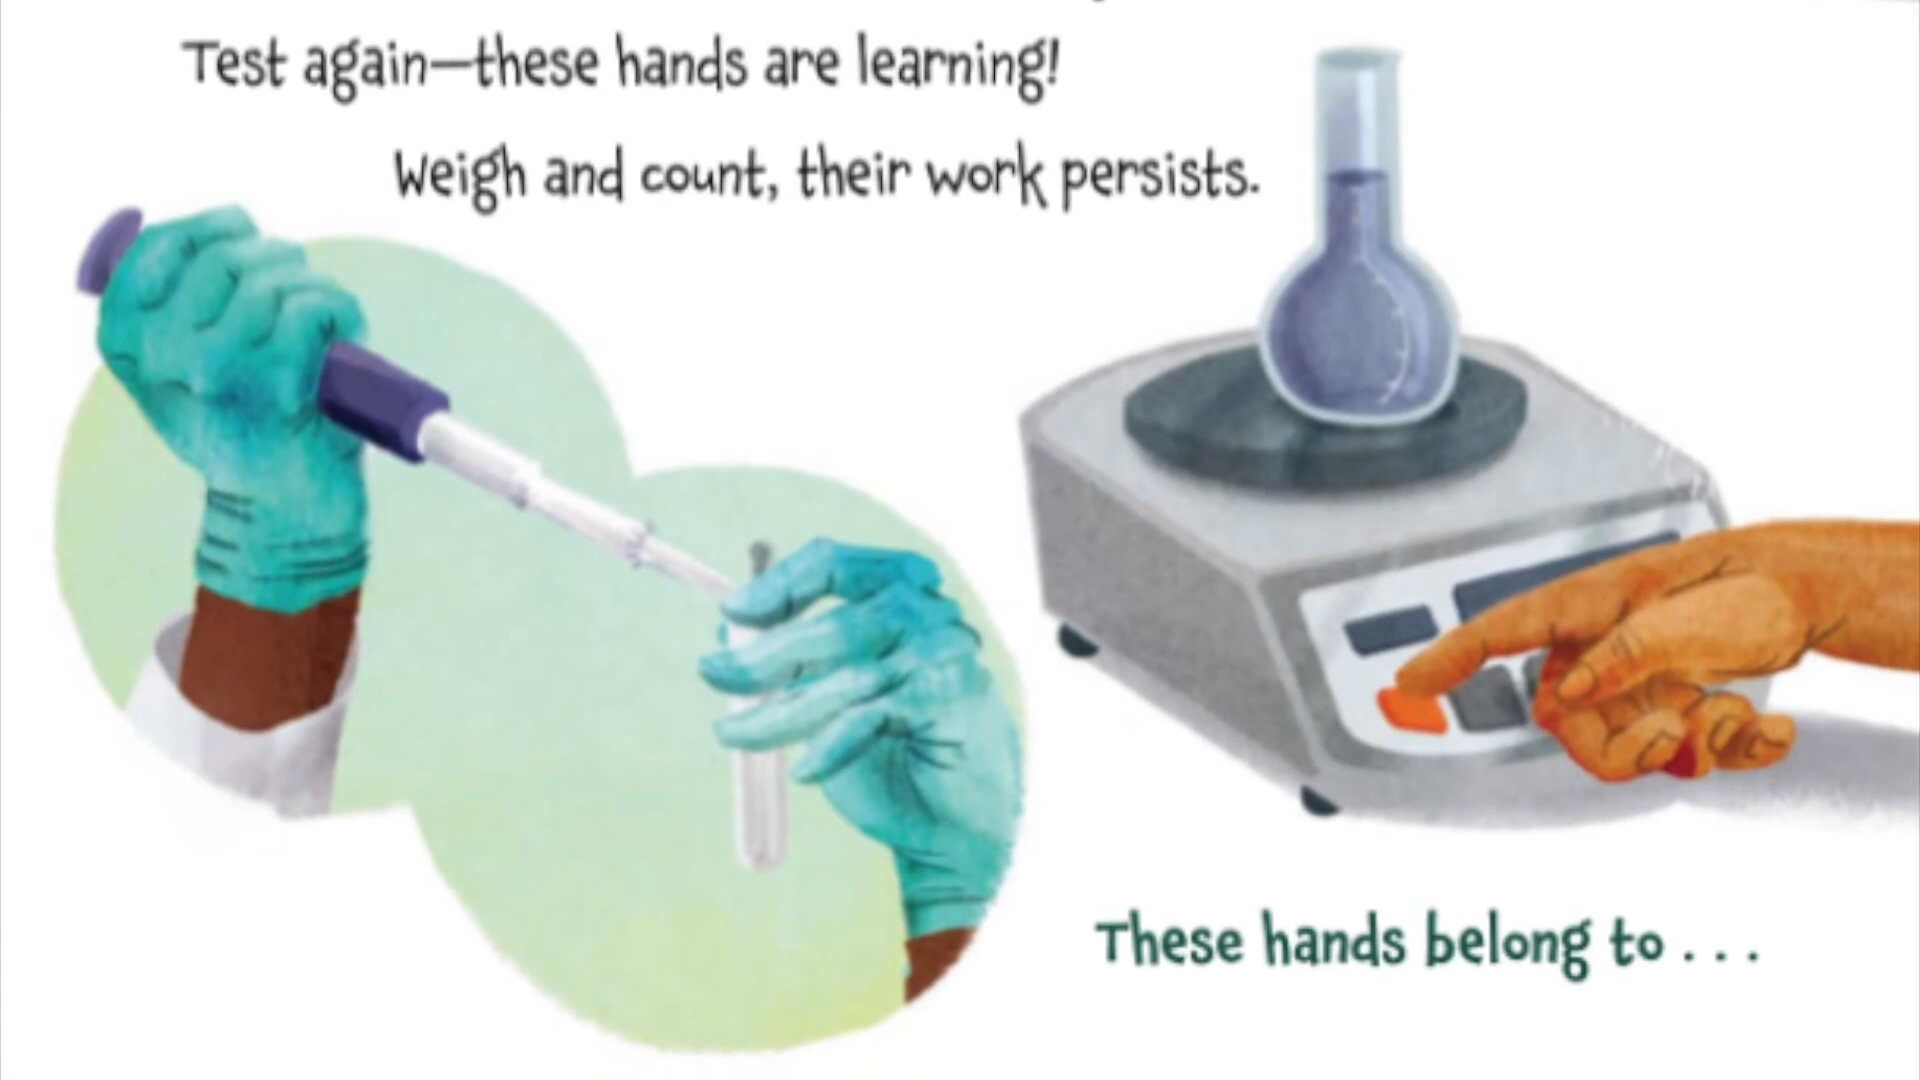 Test again—these hands are learning!
Weigh and count, their work persists.
These hands belong to . . .